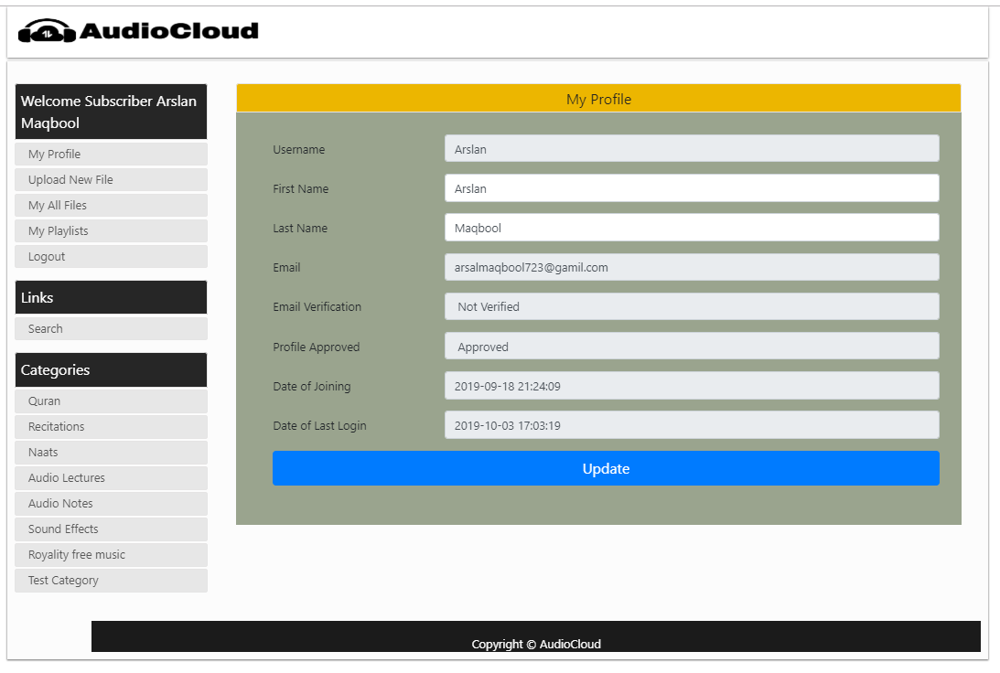 AudioCloud
Welcome Subscriber Arslan
Maqbool
My Profile
Upload New File
My All Files
My Playlists
Logout
Links
Search
Categories
Quran
Recitations
Naats
Audio Lectures
Audio Notes
Sound Effects
Royality free music
Test Category
My Profile
Username Arslan
First Name Arslan
Last Name Maqbool
Email arsalmaqbool723@gamil.com
Email Verification Not Verified
Profile Approved Approved
Date of Joining 2019-09-18 21:24:09
Date of Last Login 2019-10-03 17:03:19
Update
Copyright © AudioCloud